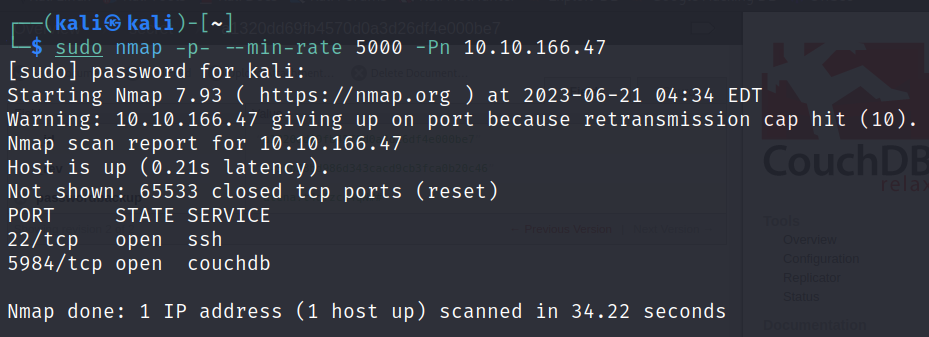 (kali㉿kali)-[~]
$ sudo nmap -p- --min-rate 5000 -Pn 10.10.166.47
[sudo] password for kali:
Starting Nmap 7.93 ( https://nmap.org ) at 2023-06-21 04:34 EDT
Warning: 10.10.166.47 giving up on port because retransmission cap hit (10).
Nmap scan report for 10.10.166.47
Host is up (0.21s latency).
Not shown: 65533 closed tcp ports (reset)
PORT     STATE SERVICE
22/tcp   open  ssh
5984/tcp open  couchdb
Nmap done: 1 IP address (1 host up) scanned in 34.22 seconds
CouchDB
relax
Tools
Overview
Configuration
Replicator
Status
Documentation
← Previous Version